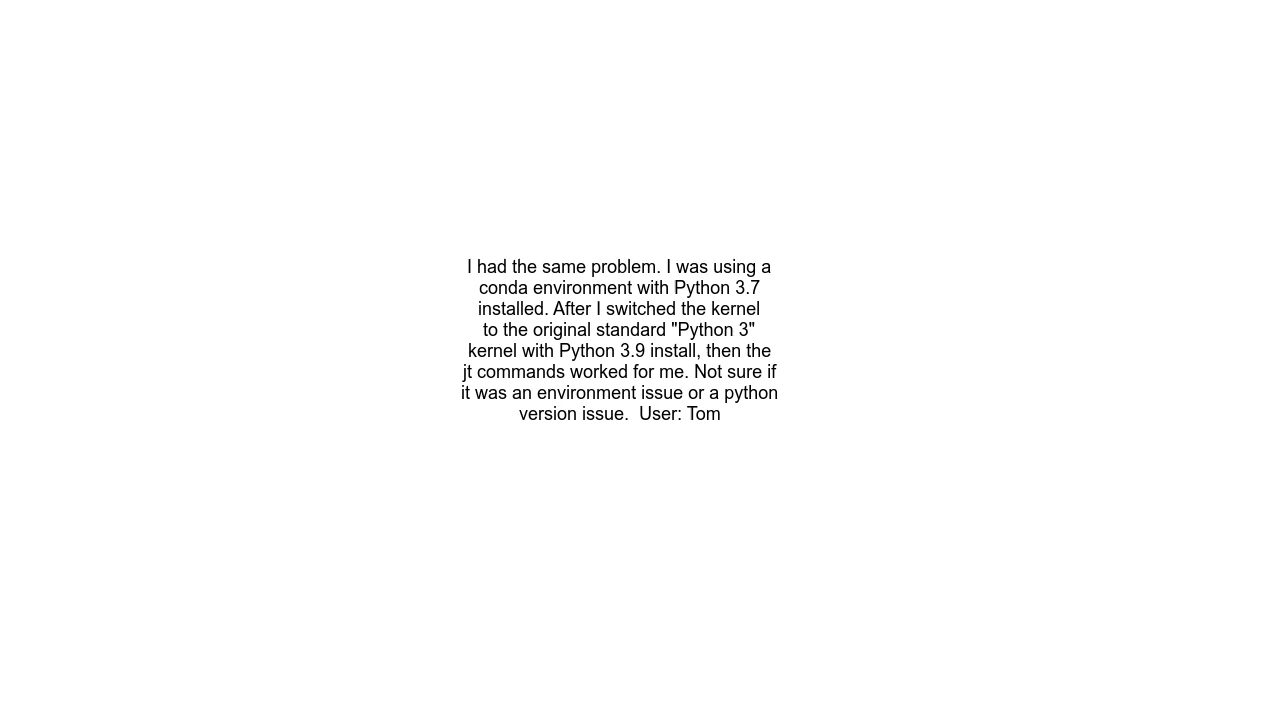 I had the same problem. I was using a
conda environment with Python 3.7
installed. After I switched the kernel
to the original standard "Python 3"
kernel with Python 3.9 install, then the
jt commands worked for me. Not sure if
it was an environment issue or a python
version issue.  User: Tom